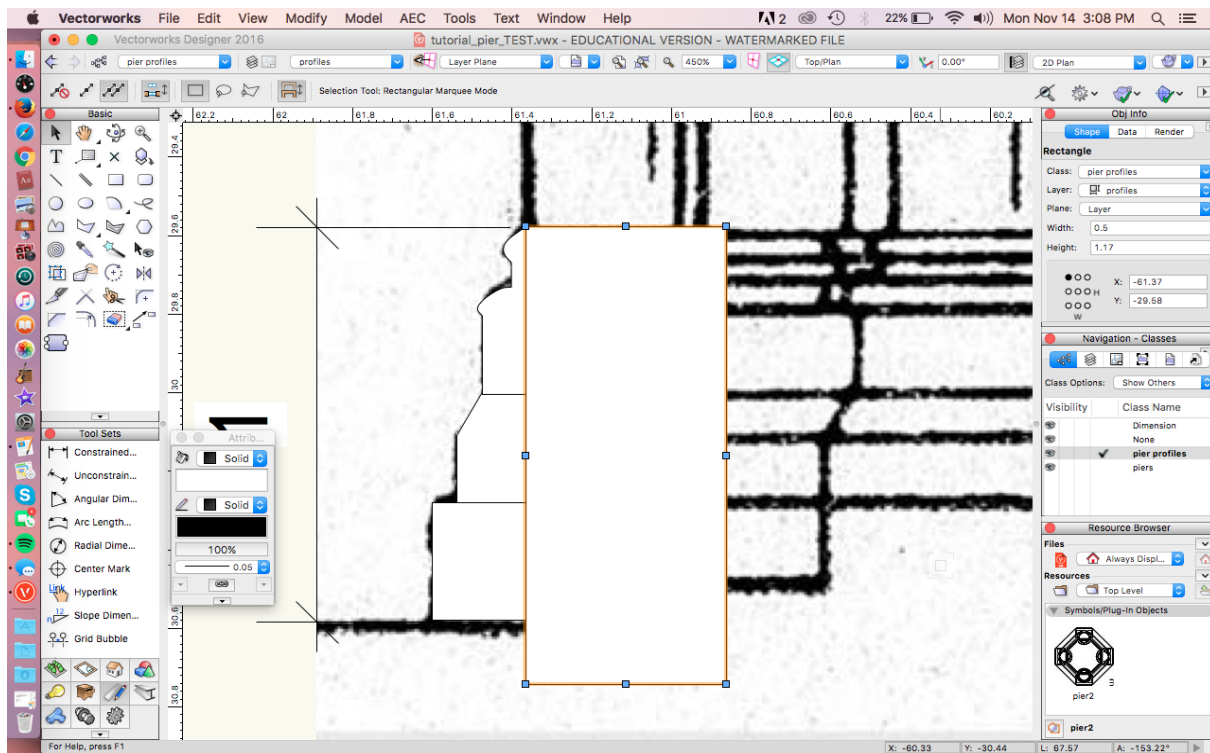 Vectorworks File Edit View Modify Model AEC Tools Text Window Help 2 22% Mon Nov 14 3:08 PM
Vectorworks Designer 2016 tutorial_pier_TEST.vwx - EDUCATIONAL VERSION - WATERMARKED FILE
pier profiles profiles Layer Plane 450% Top/Plan 0.00° 2D Plan
Selection Tool: Rectangular Marquee Mode
Basic
62.2 62 61.8 61.6 61.4 61.2 61 60.8 60.6 60.4 60.2
29.4
29.6
29.8
30
30.6
30.8
1
Tool Sets
Constrained...
Unconstrain...
Angular Dim...
Arc Length...
Radial Dime...
Center Mark
Link Hyperlink
12 n Slope Dimen...
Grid Bubble
Attrib...
Solid
Solid
100%
0.05
Obj Info
Shape Data Render
Rectangle
Class: pier profiles
Layer: profiles
Plane: Layer
Width: 0.5
Height: 1.17
H
W
X: -61.37
Y: -29.58
Navigation - Classes
Class Options: Show Others
Visibility Class Name
Dimension
None
pier profiles
piers
Resource Browser
Files
Always Displ...
Resources
Top Level
Symbols/Plug-In Objects
3
pier2
pier2
For Help, press F1 X: -60.33 Y: -30.44 L: 67.57 A: -153.22°